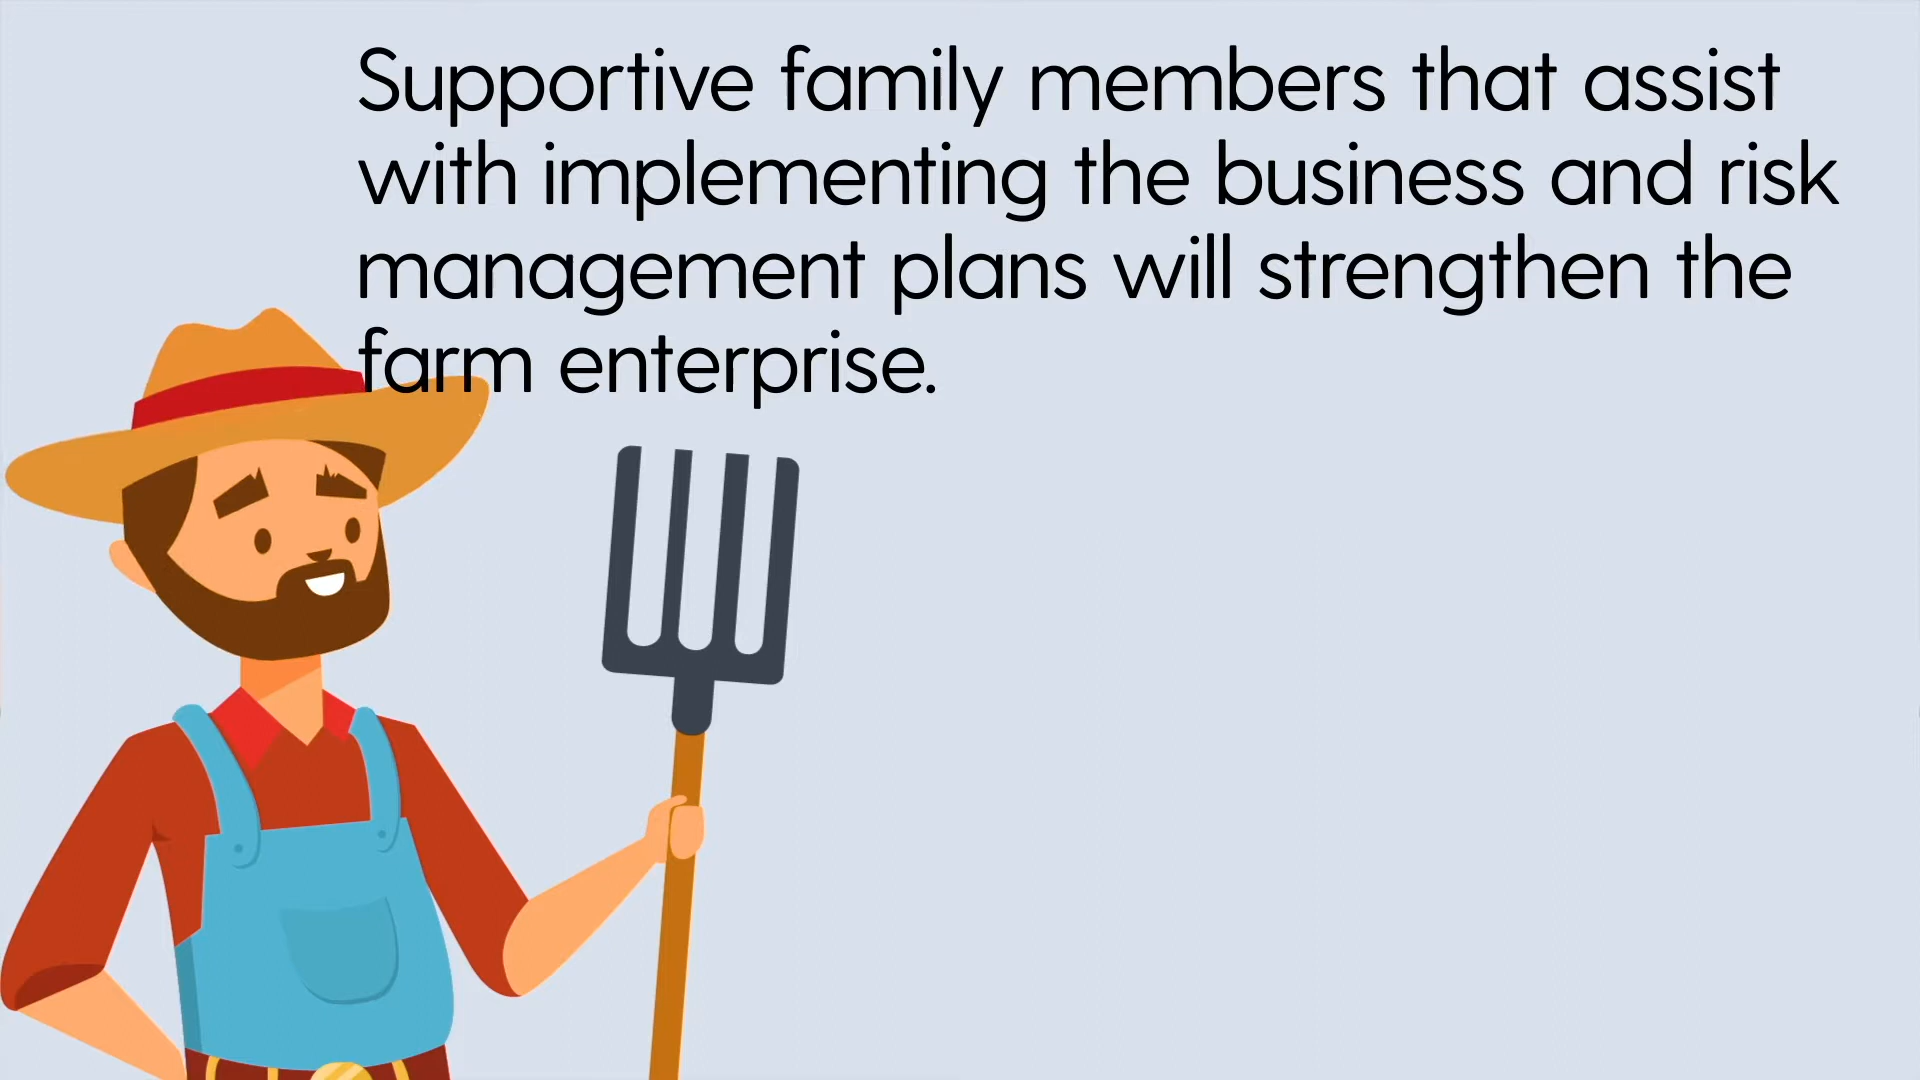 Supportive family members that assist
with implementing the business and risk
management plans will strengthen the
farm enterprise.